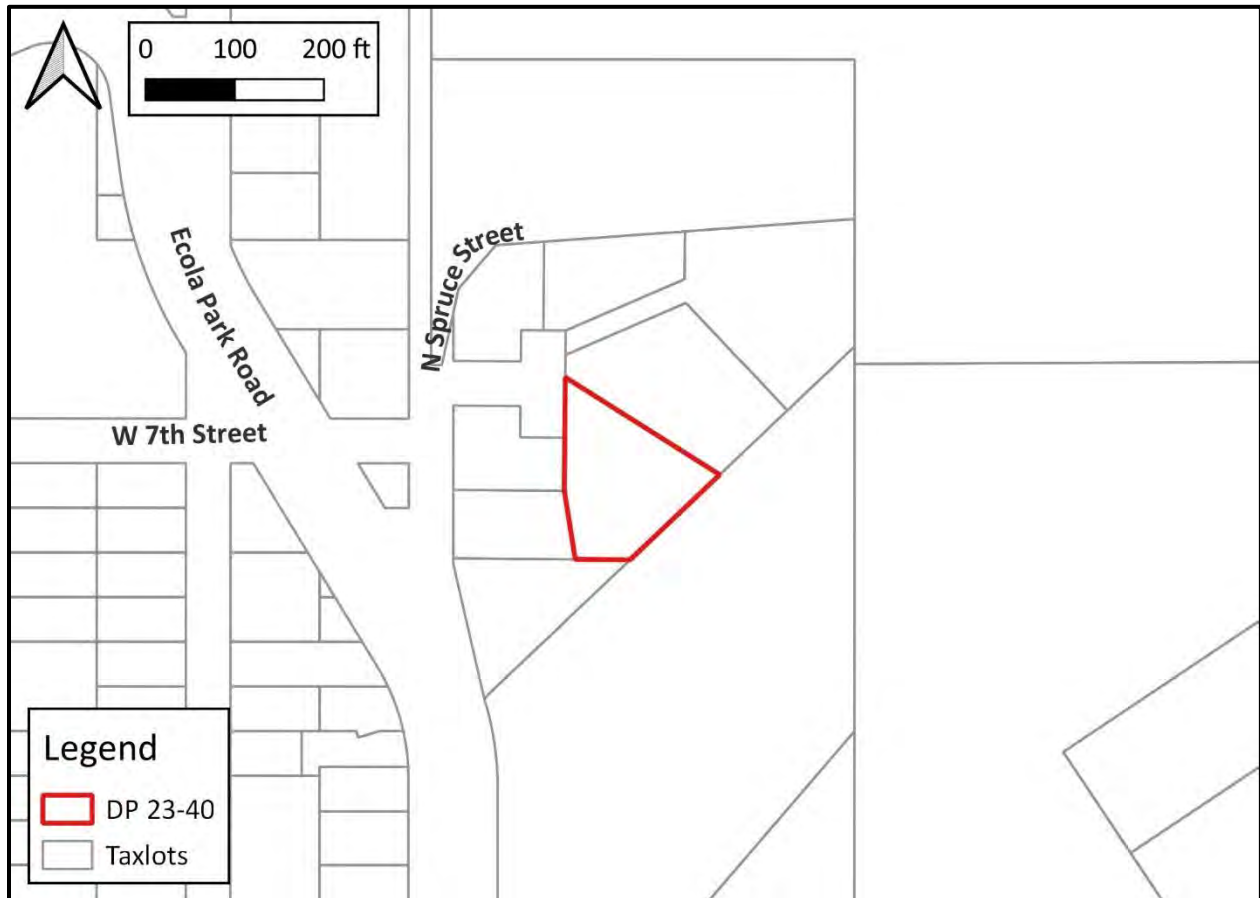 0 100 200 ft
N Spruce Street
Ecola Park Road
W 7th Street
Legend
DP 23-40
Taxlots